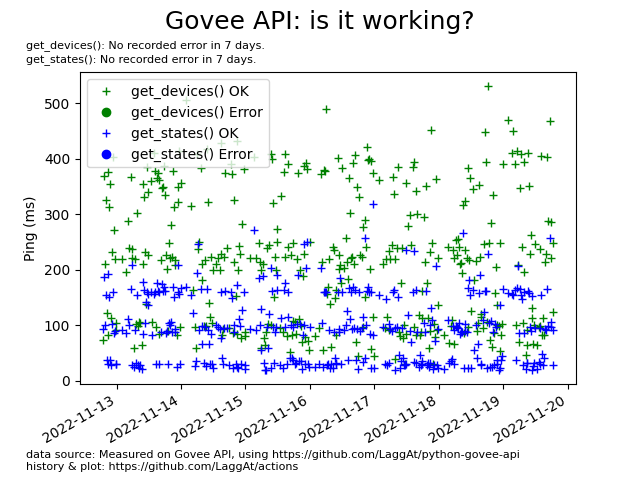 Govee API: is it working?
get_devices(): No recorded error in 7 days.
get_states(): No recorded error in 7 days.
get_devices() OK
get_devices() Error
get_states() OK
get_states() Error
Ping (ms)
500
400
300
200
100
0
2022-11-13
2022-11-14
2022-11-15
2022-11-16
2022-11-17
2022-11-18
2022-11-19
2022-11-20
data source: Measured on Govee API, using https://github.com/LaggAt/python-govee-api
history & plot: https://github.com/LaggAt/actions